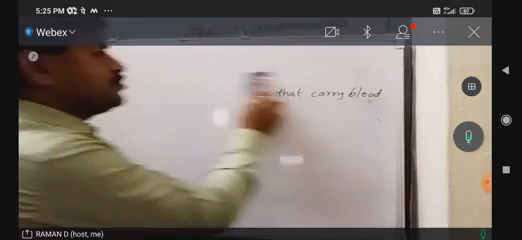 5:25 PM
Webex
that carry blood
RAMAN D (host, me)